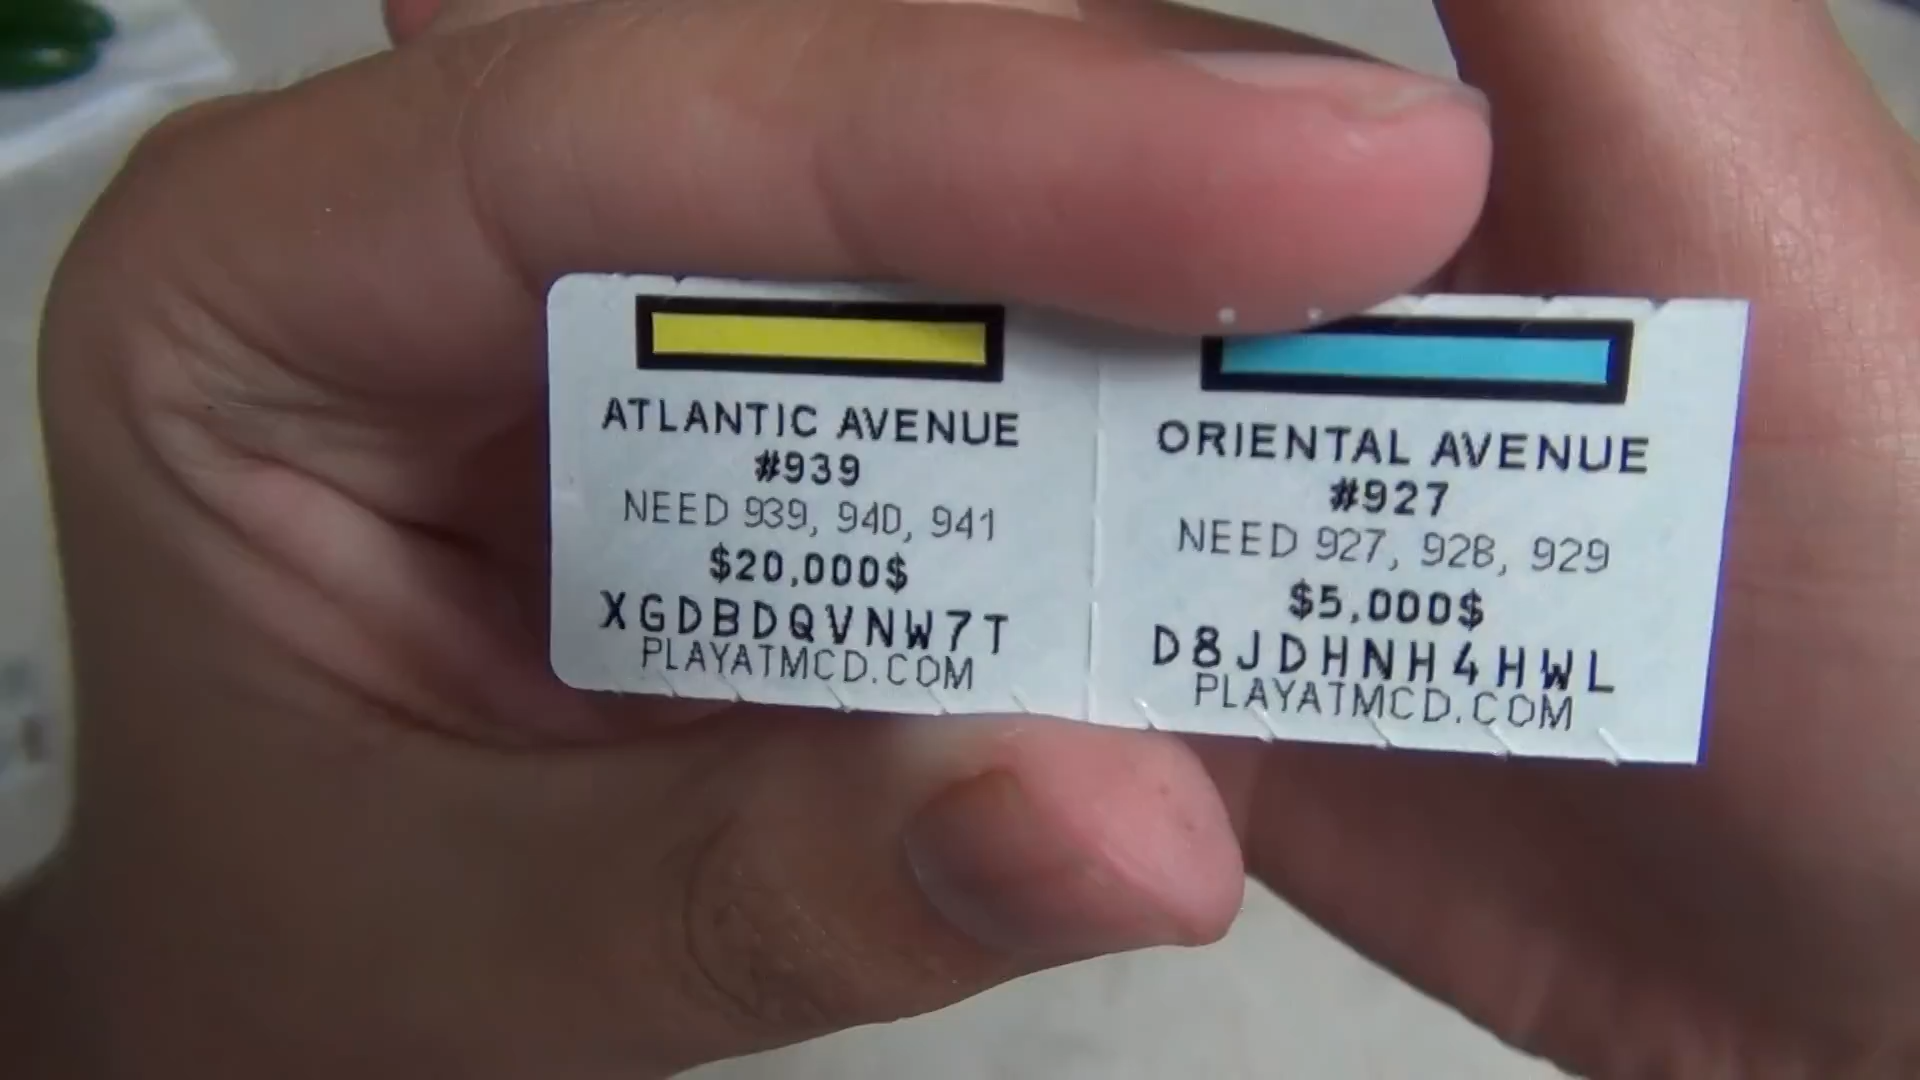 ATLANTIC AVENUE
#939
NEED 939, 940, 941
$20,000$
XGDBDQVNW7T
PLAYATMCD.COM
ORIENTAL AVENUE
#927
NEED 927, 928, 929
$5,000$
D8JDHNH4HWL
PLAYATMCD.COM